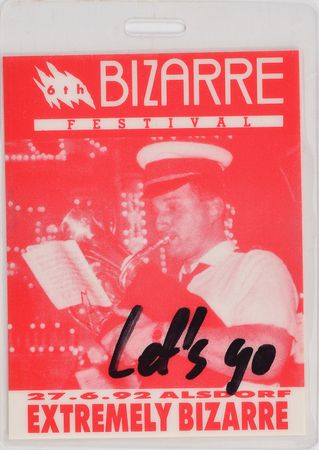 6th BIZARRE
FESTIVAL
Let's go
27.6.92 ALSDORF
EXTREMELY BIZARRE